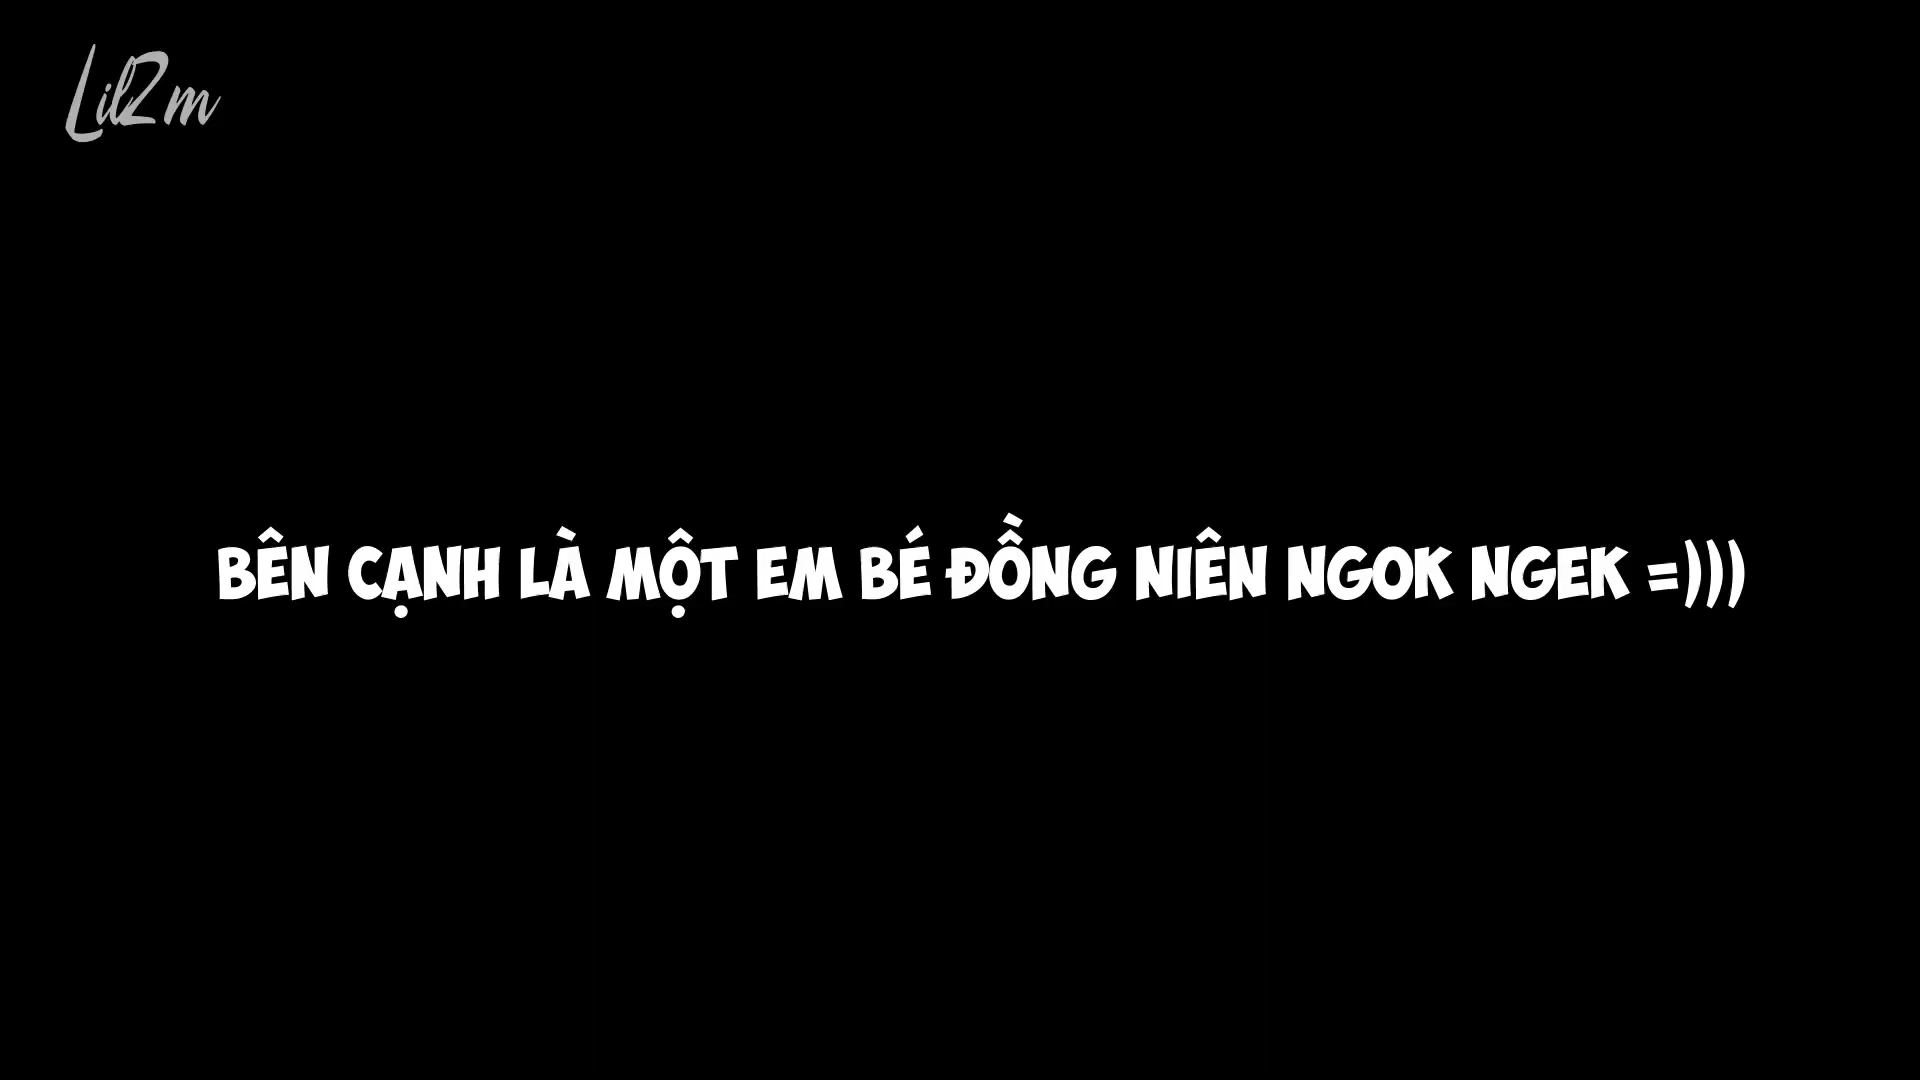 Lil2m
BÊN CẠNH LÀ MỘT EM BÉ ĐỒNG NIÊN NGOK NGEK =)))